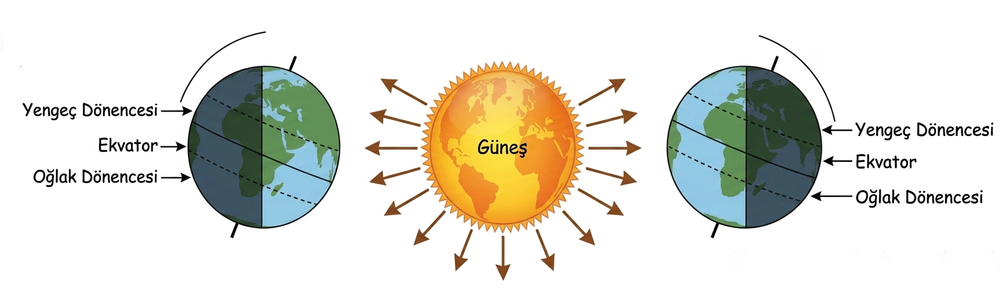 Yengeç Dönencesi
Ekvator
Oğlak Dönencesi
Güneş
Yengeç Dönencesi
Ekvator
Oğlak Dönencesi